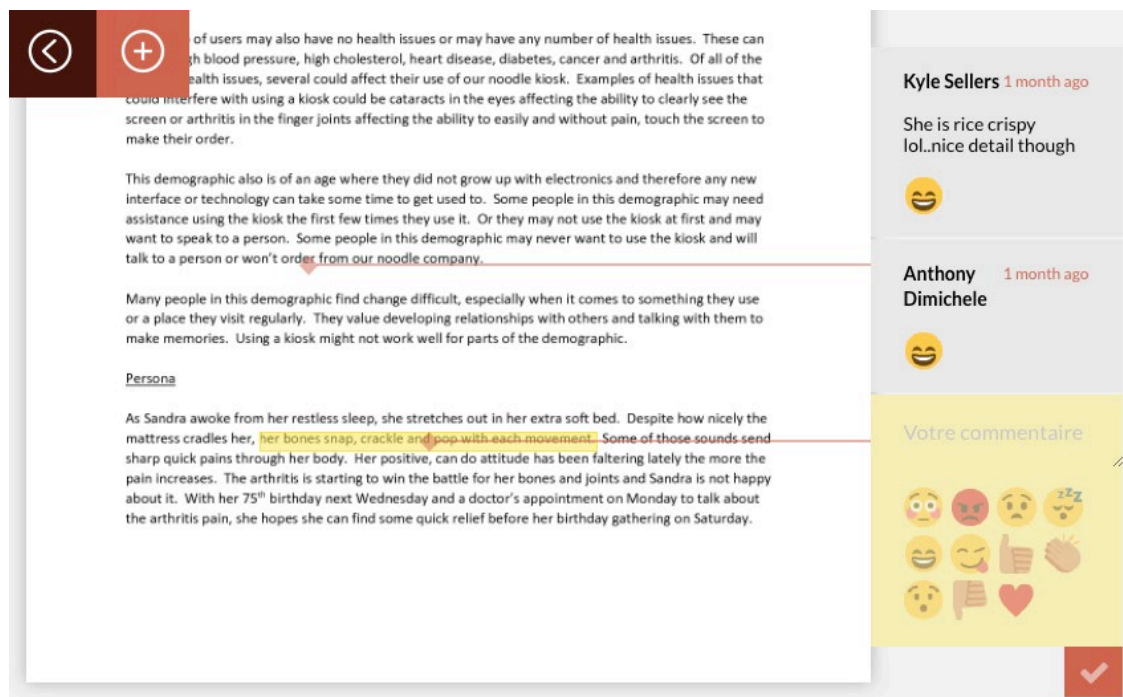 of users may also have no health issues or may have any number of health issues. These can
blood pressure, high cholesterol, heart disease, diabetes, cancer and arthritis. Of all of the
issues, several could affect their use of our noodle kiosk. Examples of health issues that
could interfere with using a kiosk could be cataracts in the eyes affecting the ability to clearly see the
screen or arthritis in the finger joints affecting the ability to easily and without pain, touch the screen to
make their order.
This demographic also is of an age where they did not grow up with electronics and therefore any new
interface or technology can take some time to get used to. Some people in this demographic may need
assistance using the kiosk the first few times they use it. Or they may not use the kiosk at first and may
want to speak to a person. Some people in this demographic may never want to use the kiosk and will
talk to a person or won't order from our noodle company.
Many people in this demographic find change difficult, especially when it comes to something they use
or a place they visit regularly. They value developing relationships with others and talking with them to
make memories. Using a kiosk might not work well for parts of the demographic.
Persona
As Sandra awoke from her restless sleep, she stretches out in her extra soft bed. Despite how nicely the
mattress cradles her, her bones snap, crackle and pop with each movement. Some of those sounds send
sharp quick pains through her body. Her positive, can do attitude has been faltering lately the more the
pain increases. The arthritis is starting to win the battle for her bones and joints and Sandra is not happy
about it. With her 75th birthday next Wednesday and a doctor's appointment on Monday to talk about
the arthritis pain, she hopes she can find some quick relief before her birthday gathering on Saturday.
Kyle Sellers 1 month ago
She is rice crispy
lol..nice detail though
Anthony 1 month ago
Dimichele
Votre commentaire